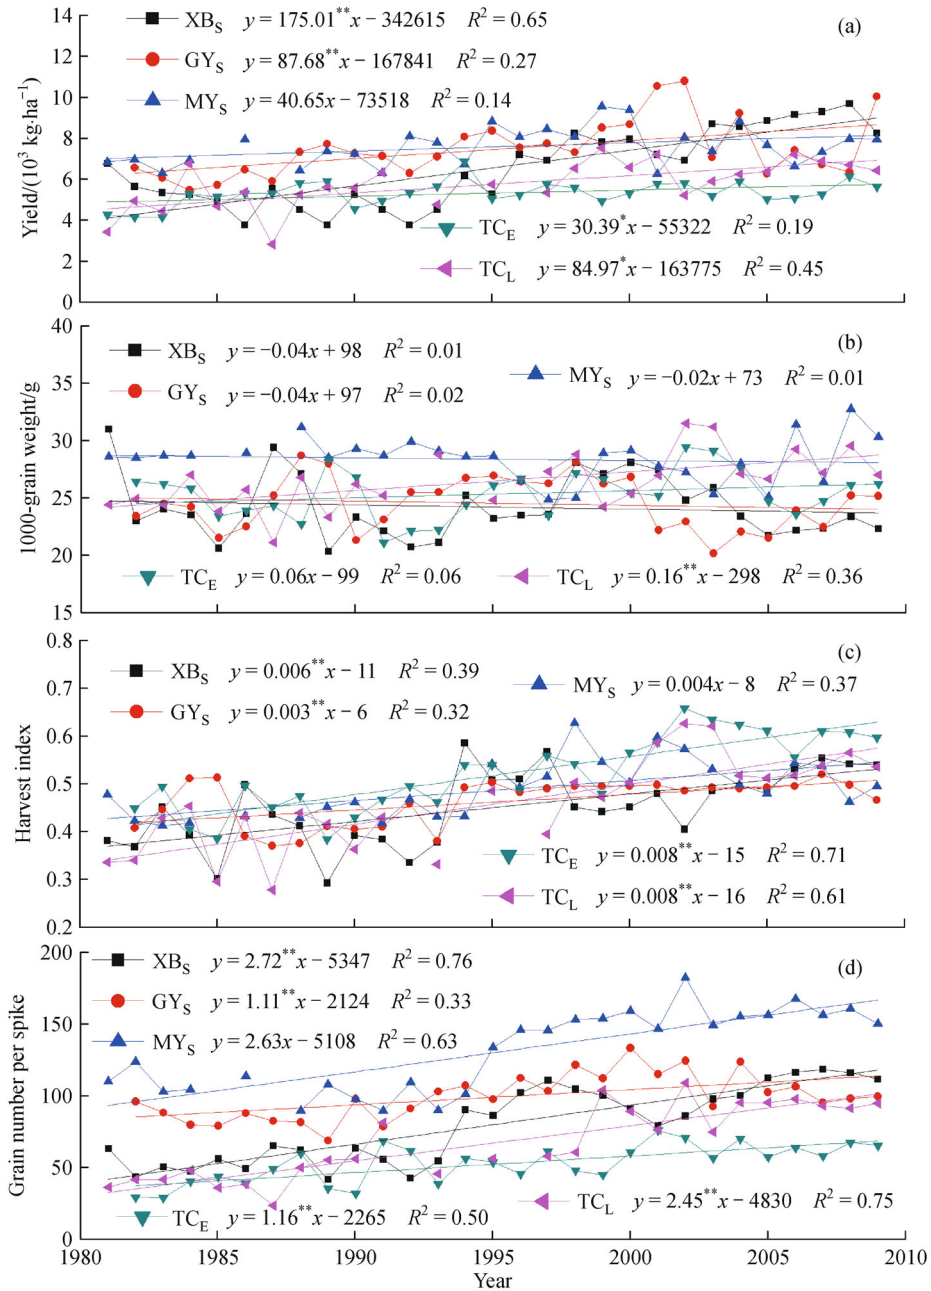 14
12
10
8
6
4
2
0
Yield/(10³ kg·ha⁻¹)
(a)
XB_S y = 175.01**x − 342615 R² = 0.65
GY_S y = 87.68**x − 167841 R² = 0.27
MY_S y = 40.65x − 73518 R² = 0.14
TC_E y = 30.39*x − 55322 R² = 0.19
TC_L y = 84.97*x − 163775 R² = 0.45
40
35
30
25
20
15
1000-grain weight/g
(b)
XB_S y = −0.04x + 98 R² = 0.01
MY_S y = −0.02x + 73 R² = 0.01
GY_S y = −0.04x + 97 R² = 0.02
TC_E y = 0.06x − 99 R² = 0.06
TC_L y = 0.16**x − 298 R² = 0.36
0.8
0.7
0.6
0.5
0.4
0.3
0.2
Harvest index
(c)
XB_S y = 0.006**x − 11 R² = 0.39
MY_S y = 0.004x − 8 R² = 0.37
GY_S y = 0.003**x − 6 R² = 0.32
TC_E y = 0.008**x − 15 R² = 0.71
TC_L y = 0.008**x − 16 R² = 0.61
200
150
100
50
0
Grain number per spike
(d)
XB_S y = 2.72**x − 5347 R² = 0.76
GY_S y = 1.11**x − 2124 R² = 0.33
MY_S y = 2.63x − 5108 R² = 0.63
TC_L y = 2.45**x − 4830 R² = 0.75
TC_E y = 1.16**x − 2265 R² = 0.50
1980 1985 1990 1995 2000 2005 2010
Year